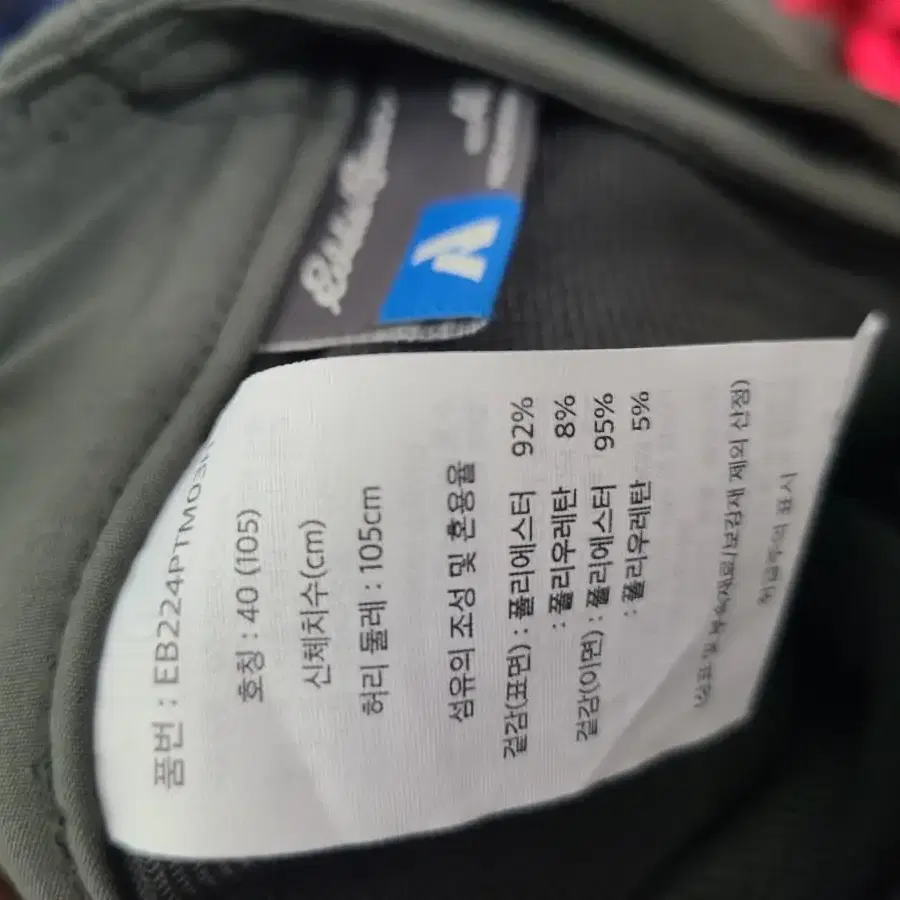 Eddie Bauer
품번 : EB224PTM03
호칭 : 40 (105)
신체치수(cm)
허리 둘레 : 105cm
섬유의 조성 및 혼용율
겉감(표면) : 폴리에스터 92%
: 폴리우레탄 8%
겉감(이면) : 폴리에스터 95%
: 폴리우레탄 5%
(상표 및 부속재료/보강재 제외 산정)
취급주의 표시